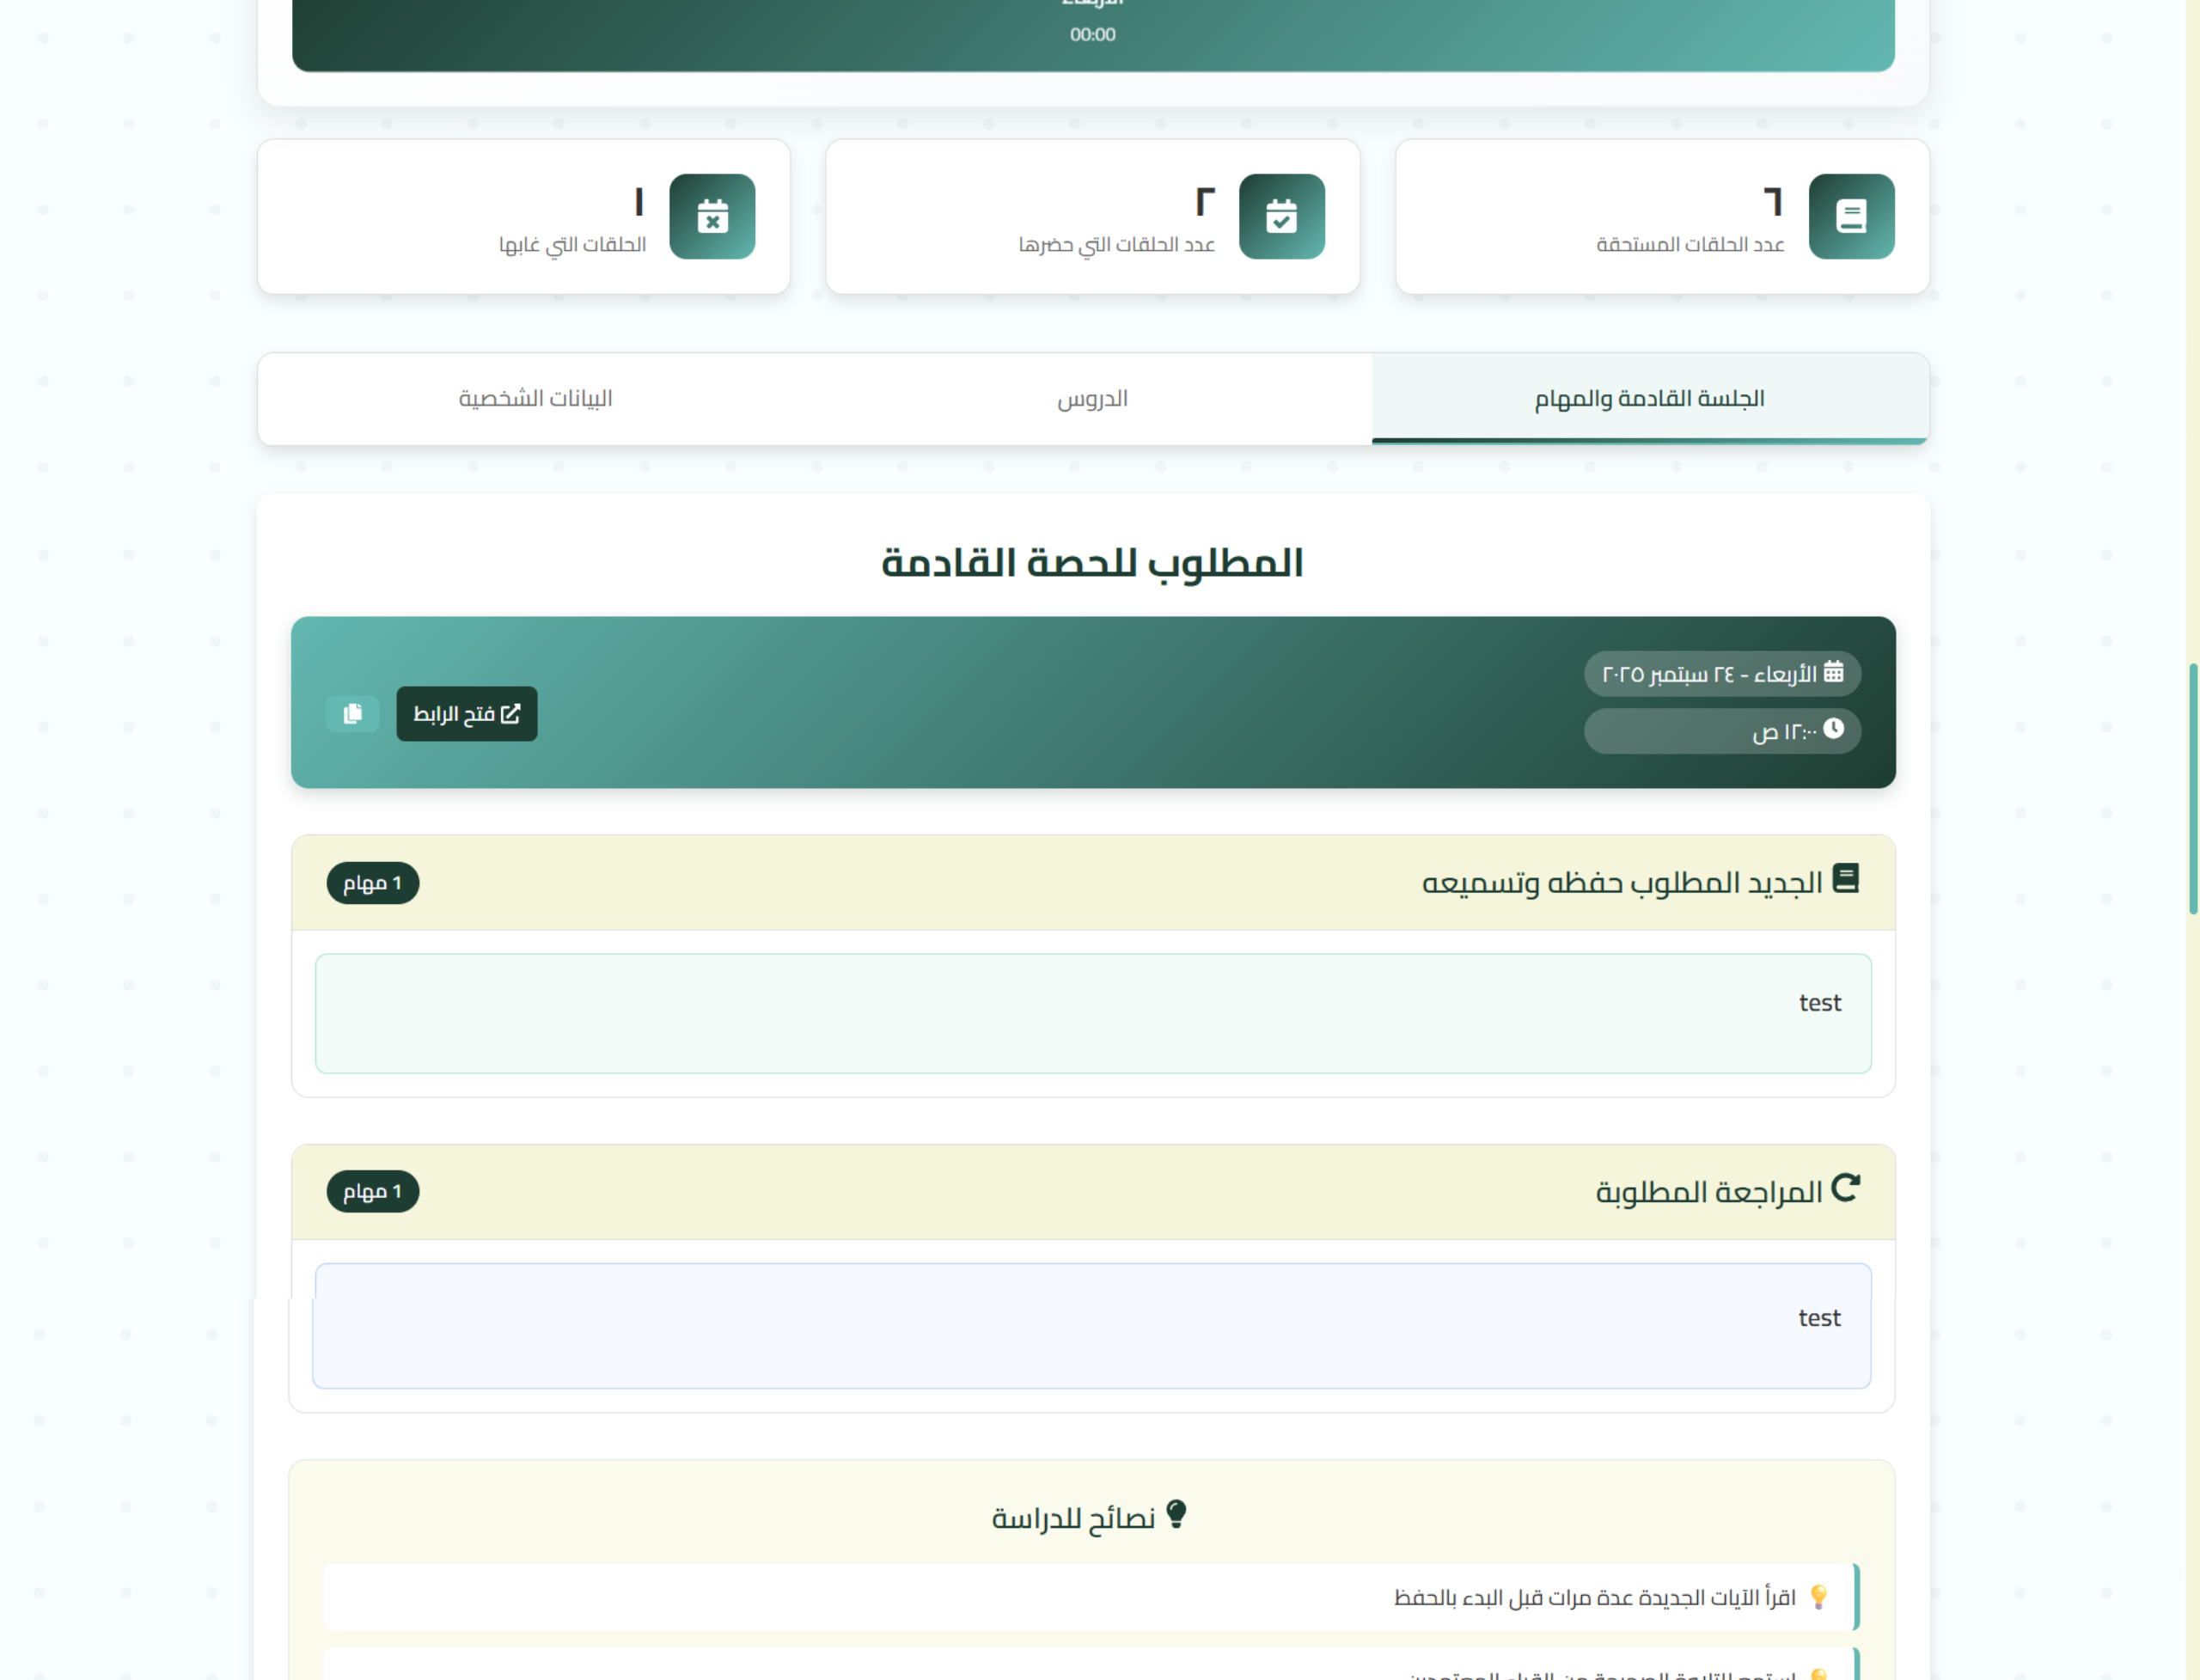 00:00
٦
عدد الحلقات المستحقة
٢
عدد الحلقات التي حضرها
١
الحلقات التي غابها
الجلسة القادمة والمهام
الدروس
البيانات الشخصية
المطلوب للحصة القادمة
الأربعاء - ٢٤ سبتمبر ٢٠٢٥
١٢:٠٠ ص
فتح الرابط
الجديد المطلوب حفظه وتسميعه
1 مهام
test
المراجعة المطلوبة
1 مهام
test
نصائح للدراسة
اقرأ الآيات الجديدة عدة مرات قبل البدء بالحفظ